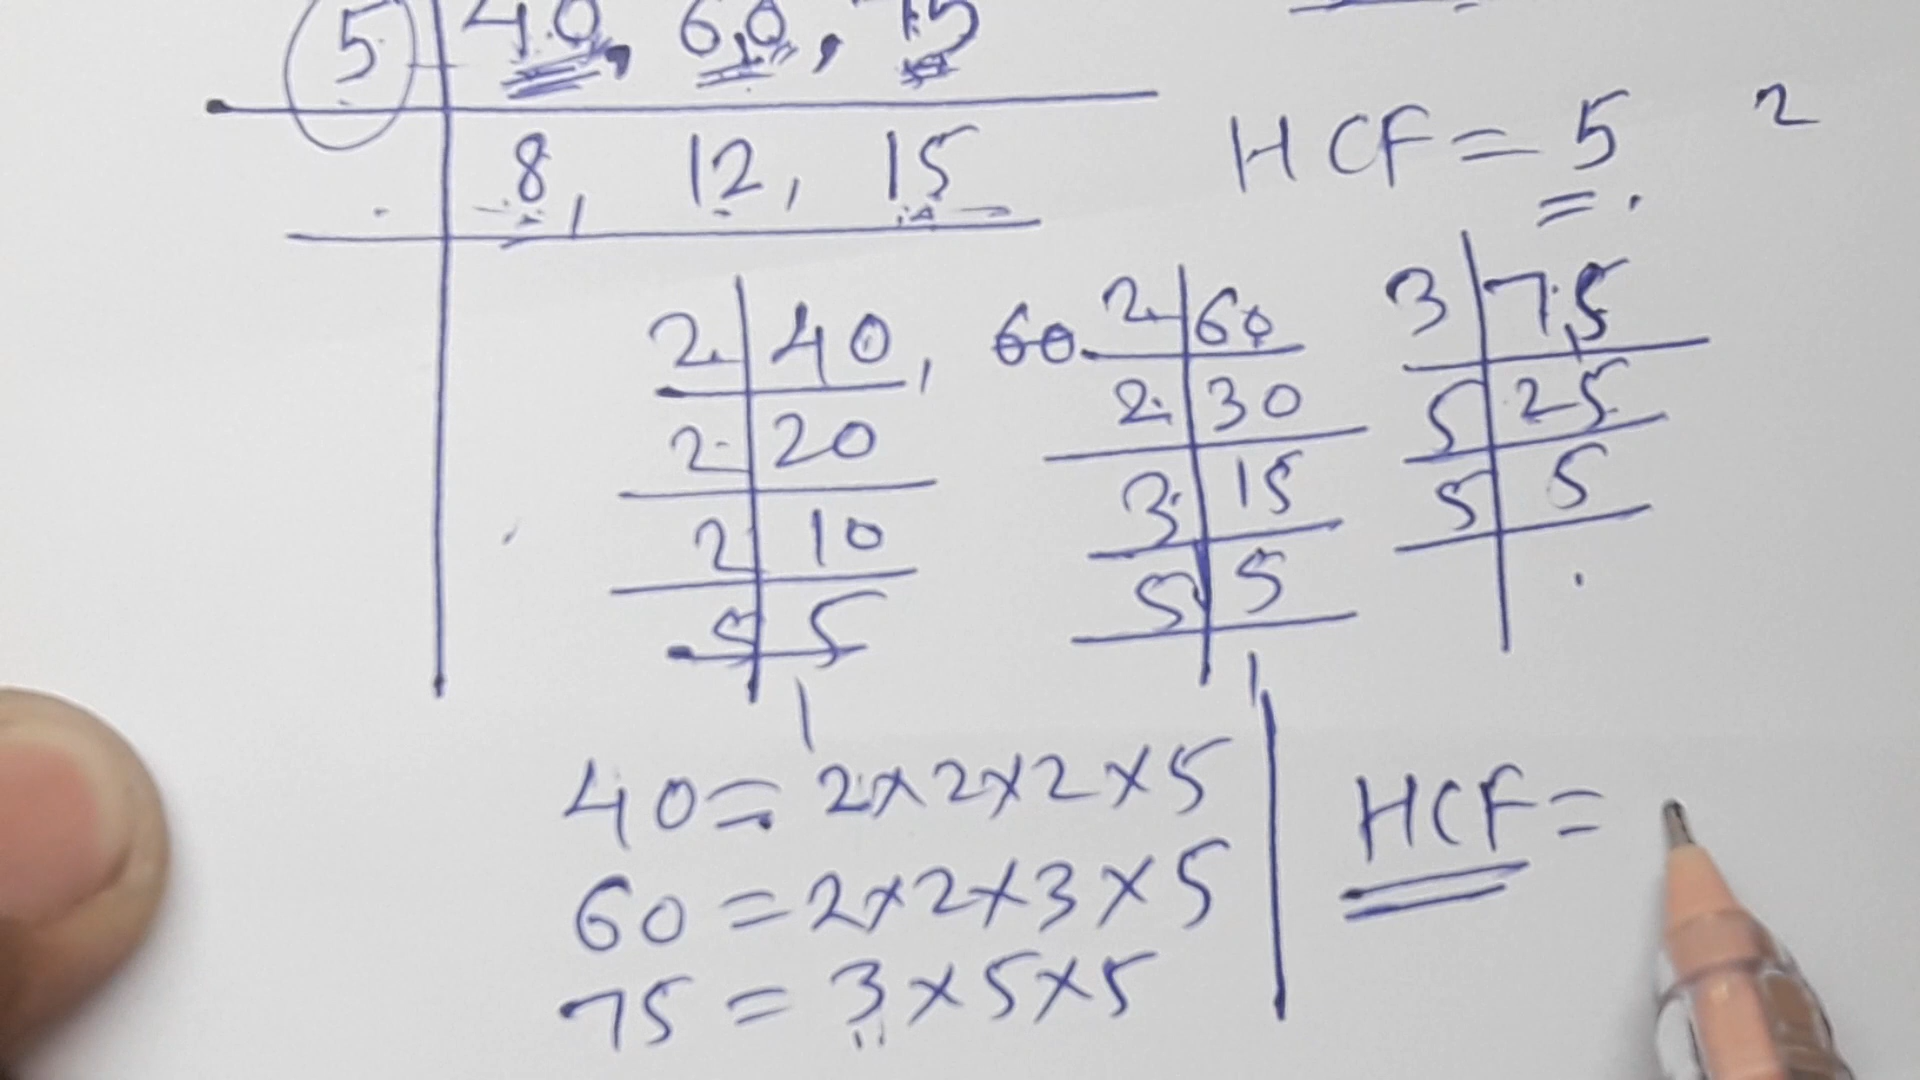 5 40, 60, 75
8, 12, 15
HCF = 5
2
2 40,
2 20
2 10
5 5
1
60
2 60
2 30
3 15
5 5
1
3 75
5 25
5 5
40 = 2×2×2×5
60 = 2×2×3×5
75 = 3×5×5
HCF =